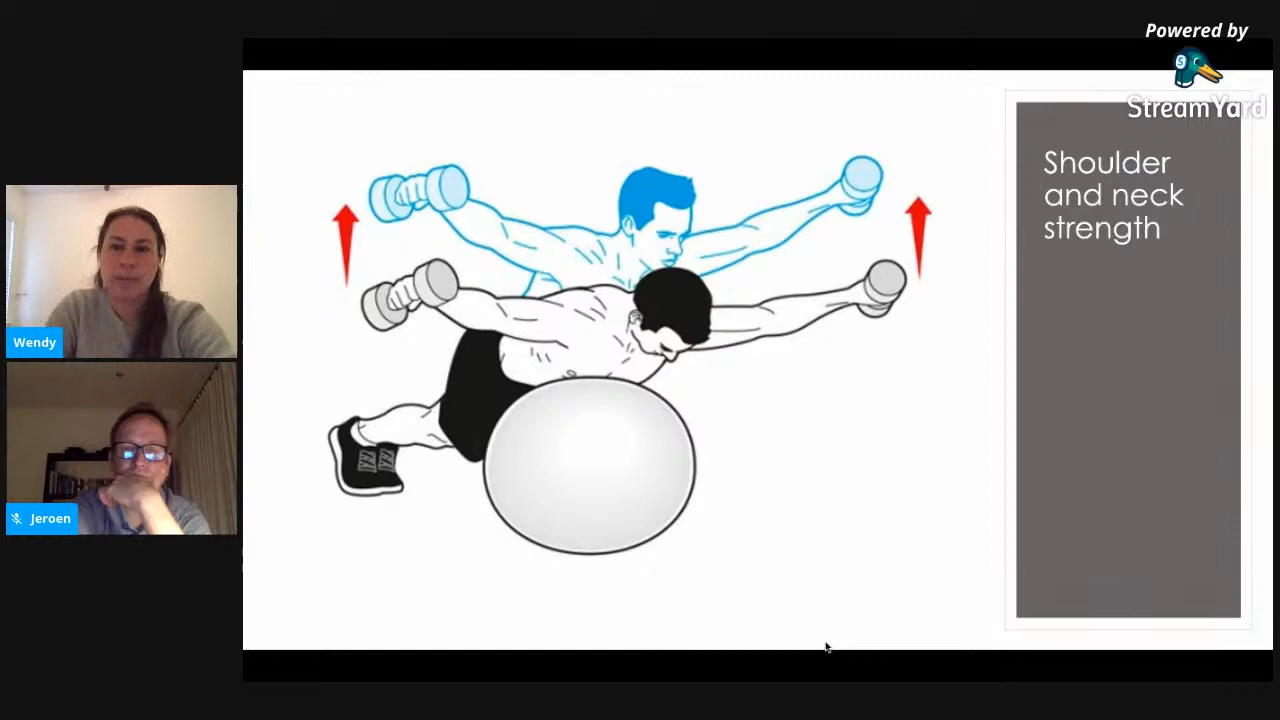 Powered by
StreamYard
Shoulder
and neck
strength
Wendy
Jeroen